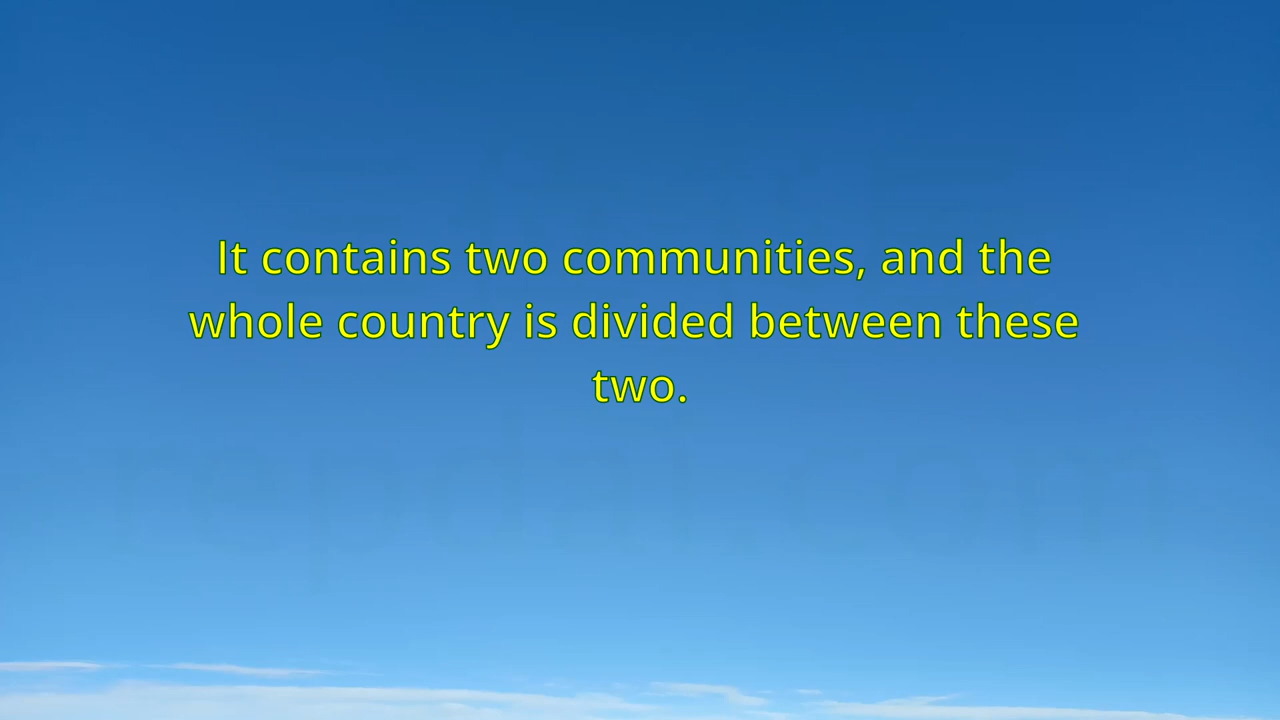 It contains two communities, and the
whole country is divided between these
two.